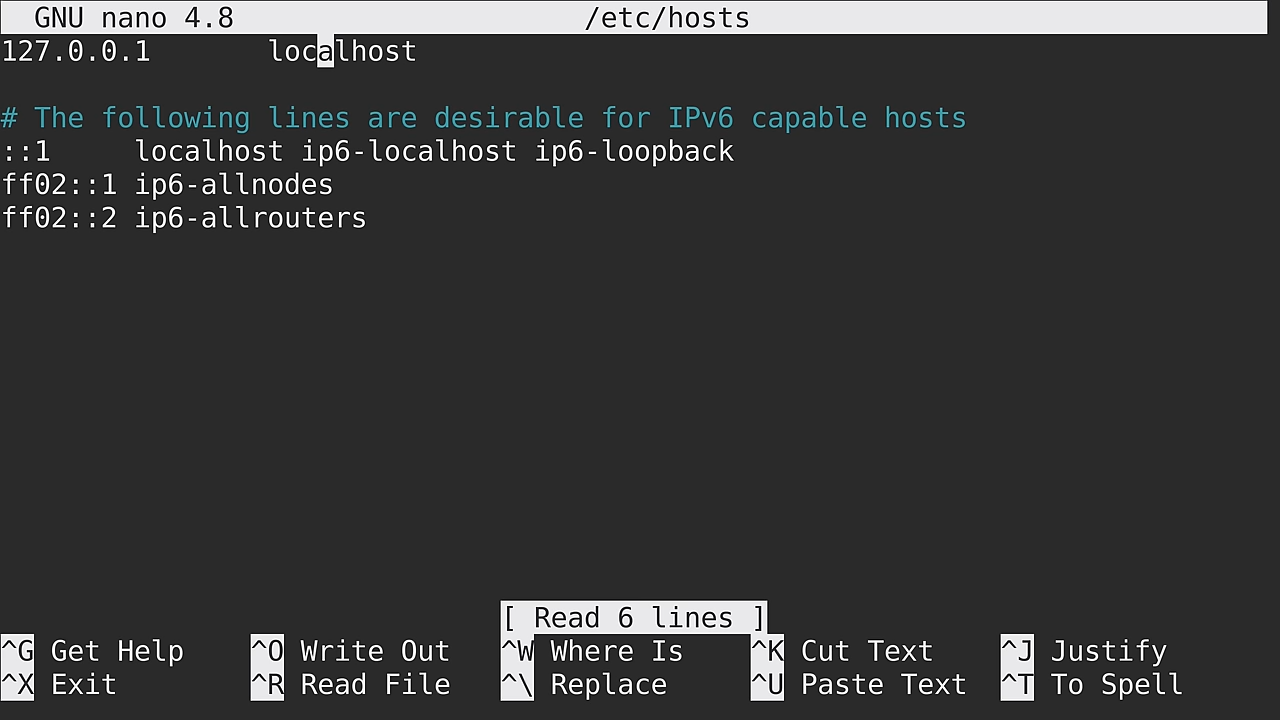 GNU nano 4.8 /etc/hosts
127.0.0.1 localhost
# The following lines are desirable for IPv6 capable hosts
::1 localhost ip6-localhost ip6-loopback
ff02::1 ip6-allnodes
ff02::2 ip6-allrouters
[ Read 6 lines ]
^G Get Help ^O Write Out ^W Where Is ^K Cut Text ^J Justify
^X Exit ^R Read File ^\ Replace ^U Paste Text ^T To Spell